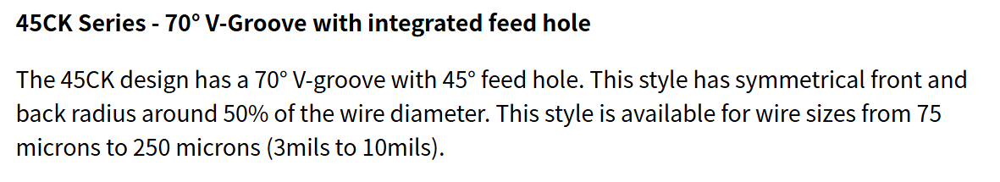 45CK Series - 70° V-Groove with integrated feed hole
The 45CK design has a 70° V-groove with 45° feed hole. This style has symmetrical front and
back radius around 50% of the wire diameter. This style is available for wire sizes from 75
microns to 250 microns (3mils to 10mils).